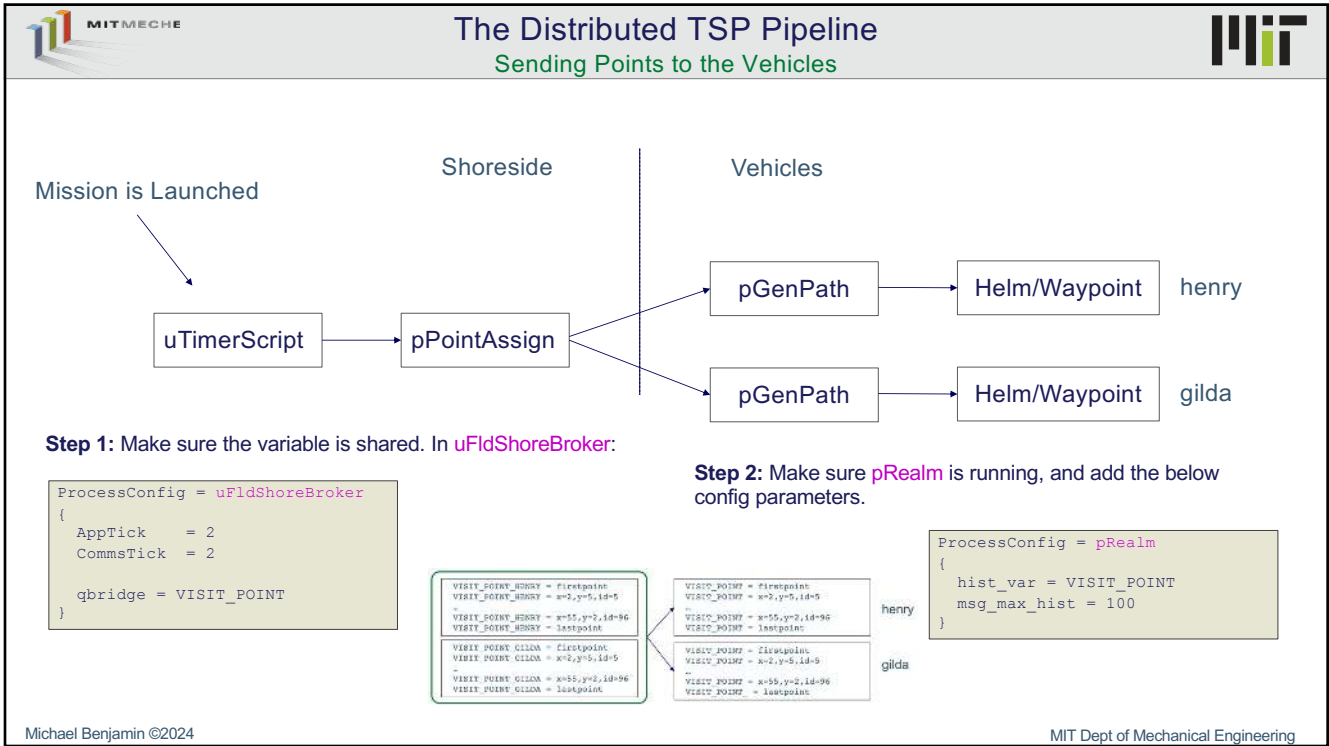 MITMECHE
The Distributed TSP Pipeline
Sending Points to the Vehicles
MIT
Shoreside
Vehicles
Mission is Launched
uTimerScript
pPointAssign
pGenPath
Helm/Waypoint
henry
pGenPath
Helm/Waypoint
gilda
Step 1: Make sure the variable is shared. In uFldShoreBroker:
ProcessConfig = uFldShoreBroker
{
AppTick = 2
CommsTick = 2
qbridge = VISIT_POINT
}
Step 2: Make sure pRealm is running, and add the below
config parameters.
ProcessConfig = pRealm
{
hist_var = VISIT_POINT
msg_max_hist = 100
}
VISIT_POINT_HENRY = firstpoint
VISIT_POINT_HENRY = x=2,y=5,id=5
…
VISIT_POINT_HENRY = x=55,y=2,id=96
VISIT_POINT_HENRY = lastpoint
VISIT_POINT_GILDA = firstpoint
VISIT_POINT_GILDA = x=2,y=5,id=5
…
VISIT_POINT_GILDA = x=55,y=2,id=96
VISIT_POINT_GILDA = lastpoint
VISIT_POINT = firstpoint
VISIT_POINT = x=2,y=5,id=5
…
VISIT_POINT = x=55,y=2,id=96
VISIT_POINT = lastpoint
henry
VISIT_POINT = firstpoint
VISIT_POINT = x=2,y=5,id=5
…
VISIT_POINT = x=55,y=2,id=96
VISIT_POINT_ = lastpoint
gilda
Michael Benjamin ©2024
MIT Dept of Mechanical Engineering